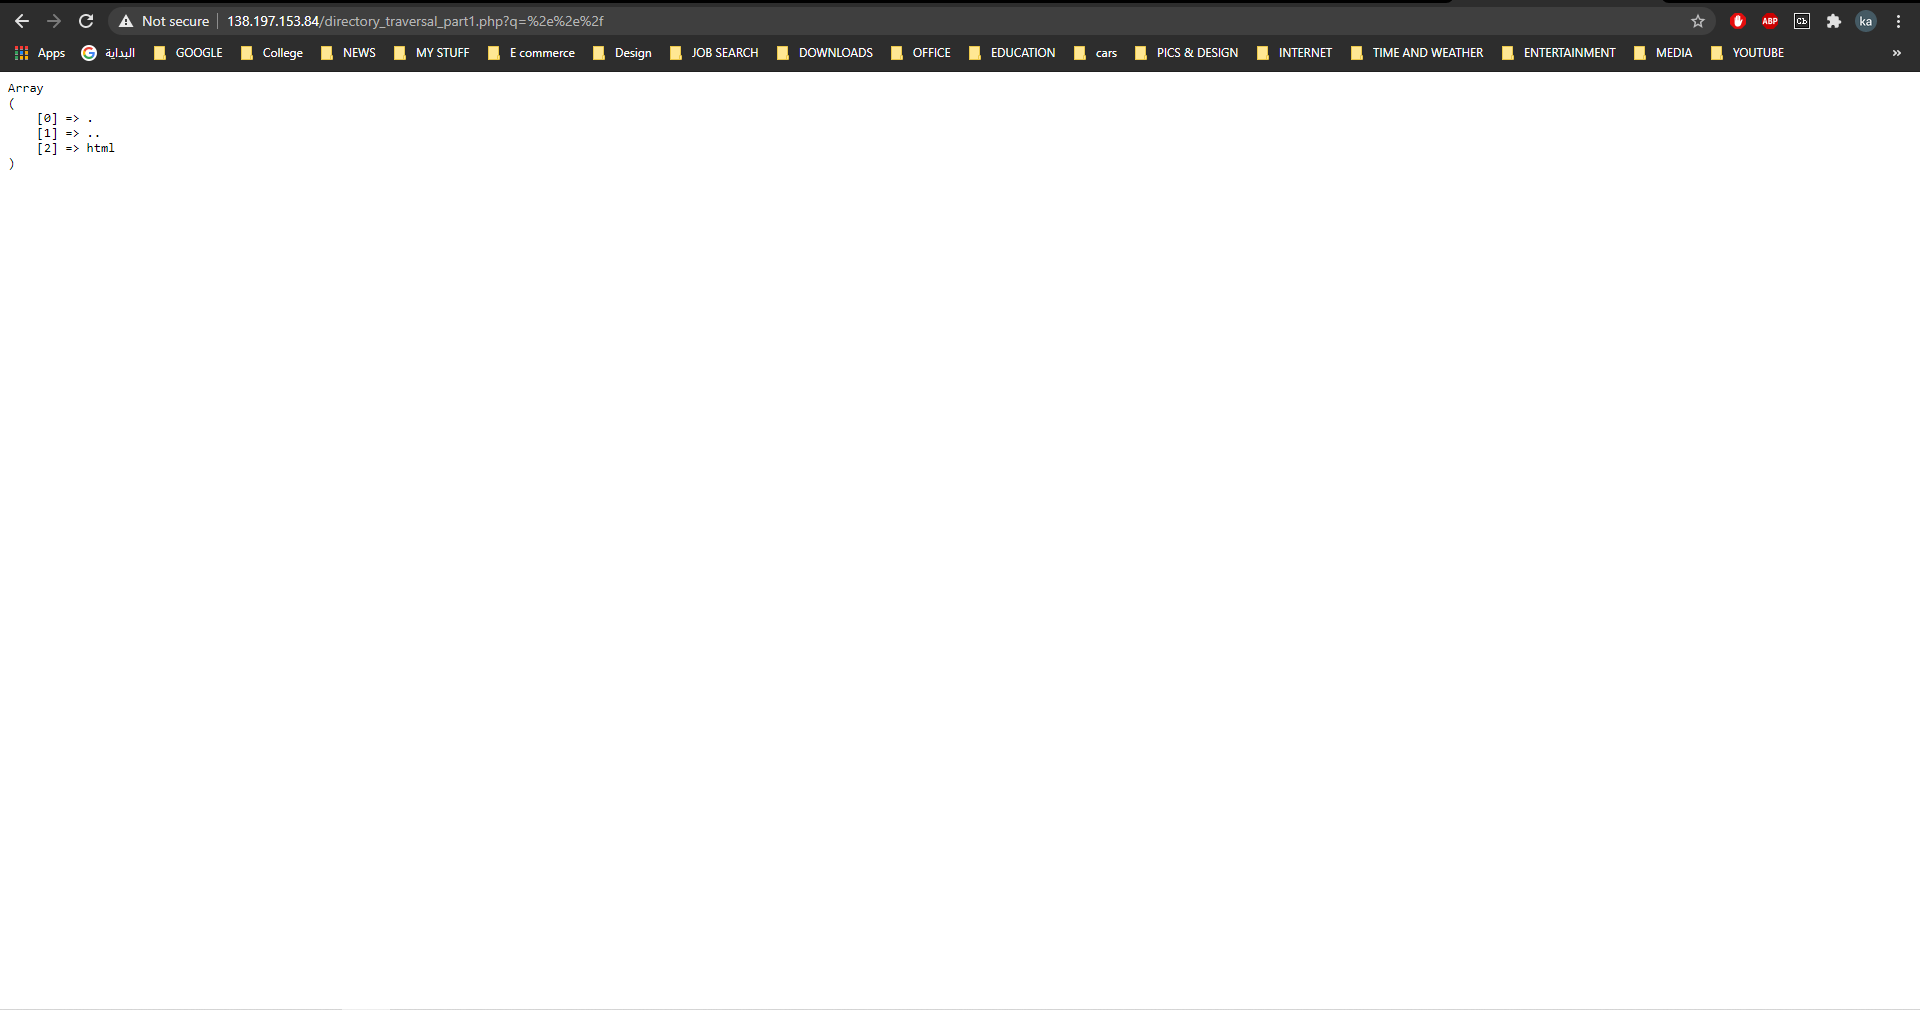 Not secure 138.197.153.84/directory_traversal_part1.php?q=%2e%2e%2f ABP Cb ka
Apps البداية GOOGLE College NEWS MY STUFF E commerce Design JOB SEARCH DOWNLOADS OFFICE EDUCATION cars PICS & DESIGN INTERNET TIME AND WEATHER ENTERTAINMENT MEDIA YOUTUBE »
Array
(
    [0] => .
    [1] => ..
    [2] => html
)